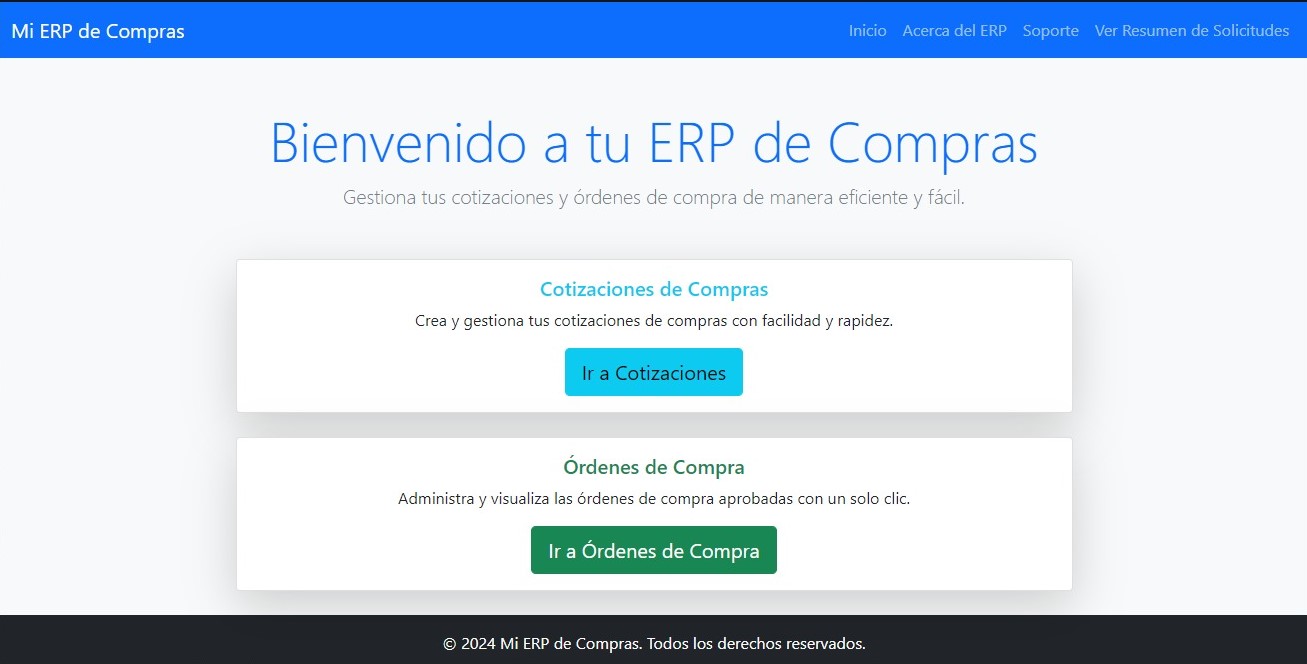 Mi ERP de Compras
Inicio Acerca del ERP Soporte Ver Resumen de Solicitudes
Bienvenido a tu ERP de Compras
Gestiona tus cotizaciones y órdenes de compra de manera eficiente y fácil.
Cotizaciones de Compras
Crea y gestiona tus cotizaciones de compras con facilidad y rapidez.
Ir a Cotizaciones
Órdenes de Compra
Administra y visualiza las órdenes de compra aprobadas con un solo clic.
Ir a Órdenes de Compra
© 2024 Mi ERP de Compras. Todos los derechos reservados.